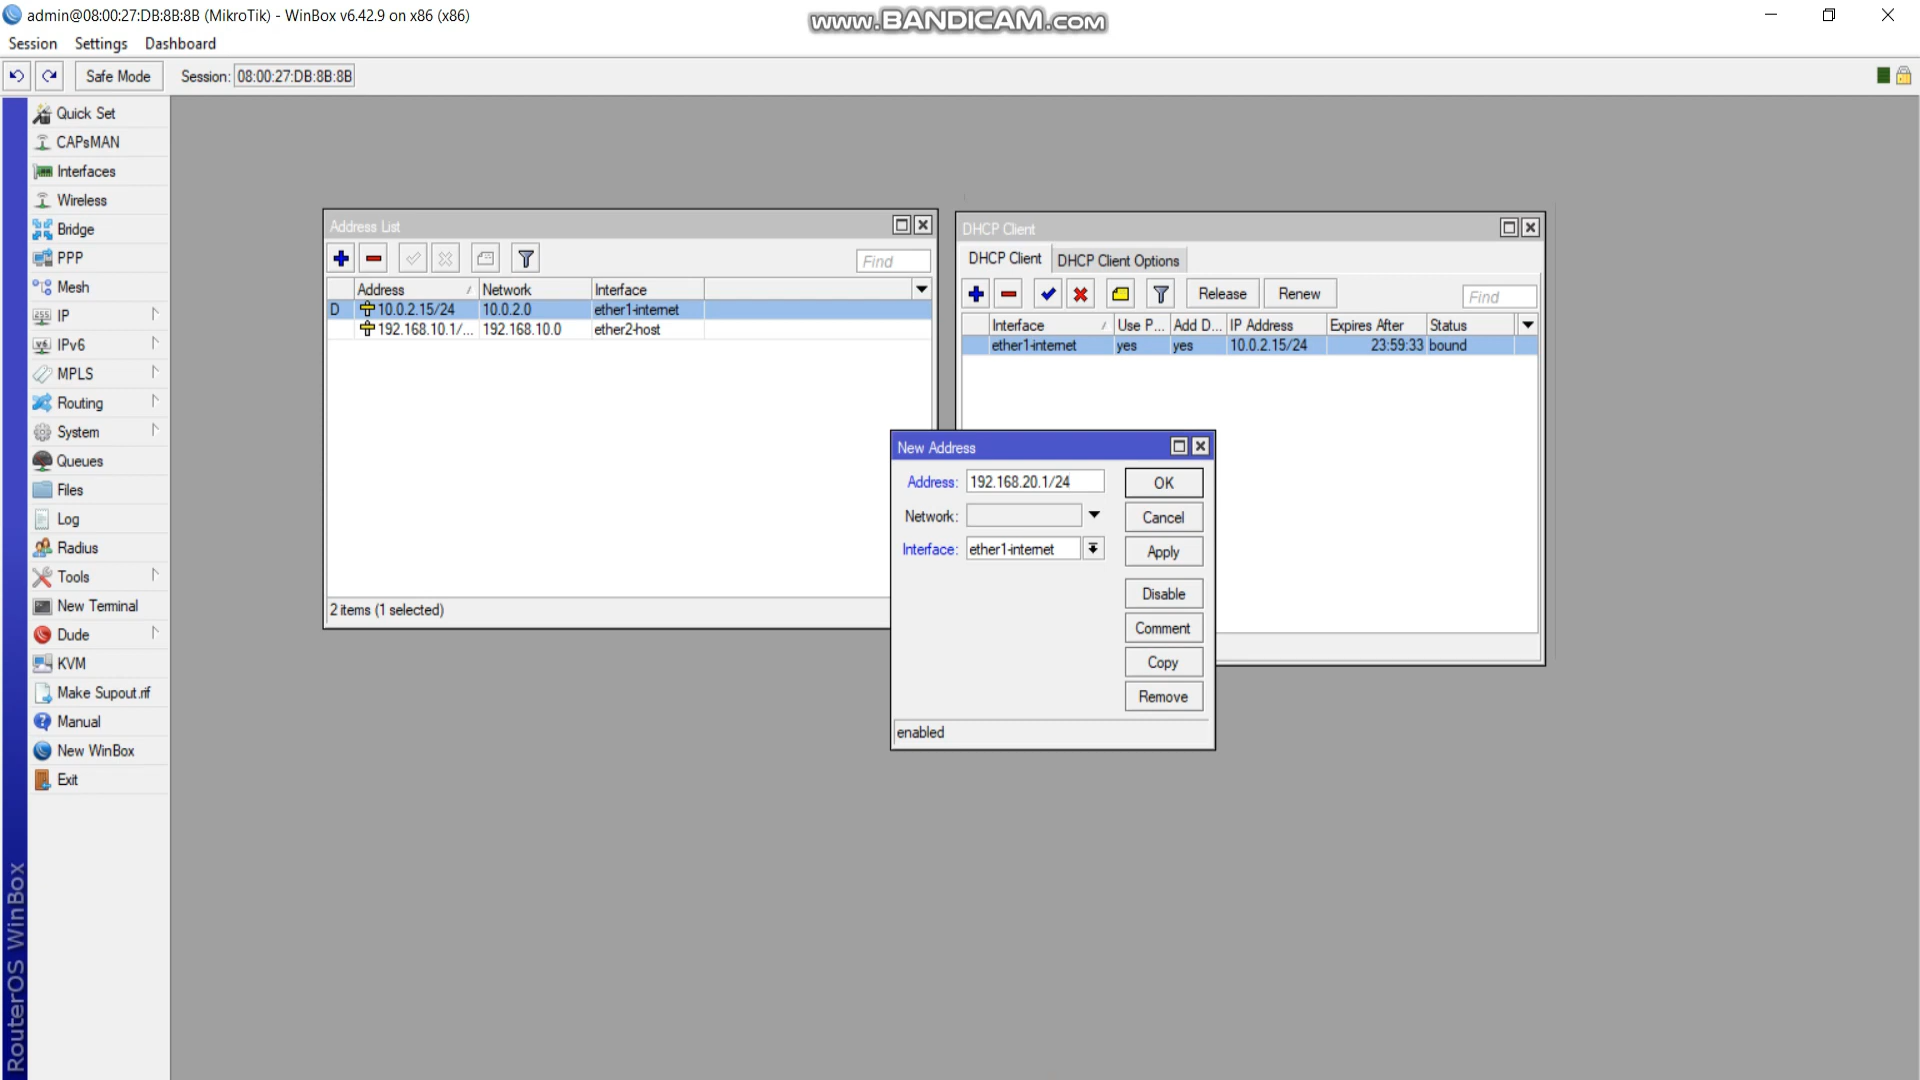 admin@08:00:27:DB:8B:8B (MikroTik) - WinBox v6.42.9 on x86 (x86)
www.BANDICAM.com
Session Settings Dashboard
Safe Mode Session: 08:00:27:DB:8B:8B
Quick Set
CAPsMAN
Interfaces
Wireless
Bridge
PPP
Mesh
IP
IPv6
MPLS
Routing
System
Queues
Files
Log
Radius
Tools
New Terminal
Dude
KVM
Make Supout.rif
Manual
New WinBox
Exit
RouterOS WinBox
Address List
Find
Address Network Interface
D 10.0.2.15/24 10.0.2.0 ether1-internet
192.168.10.1/... 192.168.10.0 ether2-host
2 items (1 selected)
DHCP Client
DHCP Client DHCP Client Options
Release Renew Find
Interface Use P... Add D... IP Address Expires After Status
ether1-internet yes yes 10.0.2.15/24 23:59:33 bound
New Address
Address: 192.168.20.1/24 OK
Network: Cancel
Interface: ether1-internet Apply
Disable
Comment
Copy
Remove
enabled